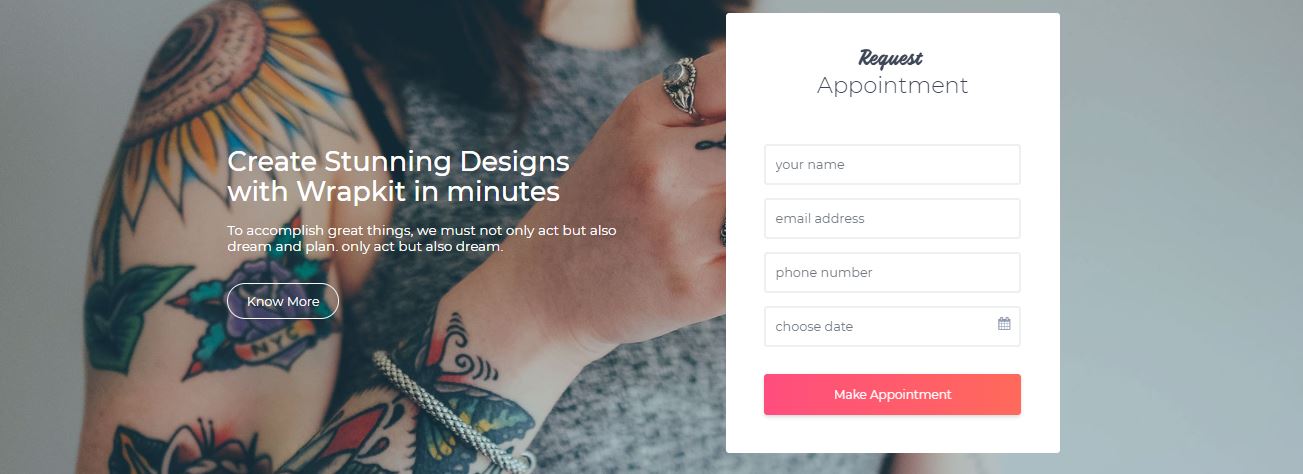 Create Stunning Designs
with Wrapkit in minutes
To accomplish great things, we must not only act but also
dream and plan. only act but also dream.
Know More
NYC
Request
Appointment
your name
email address
phone number
choose date
Make Appointment